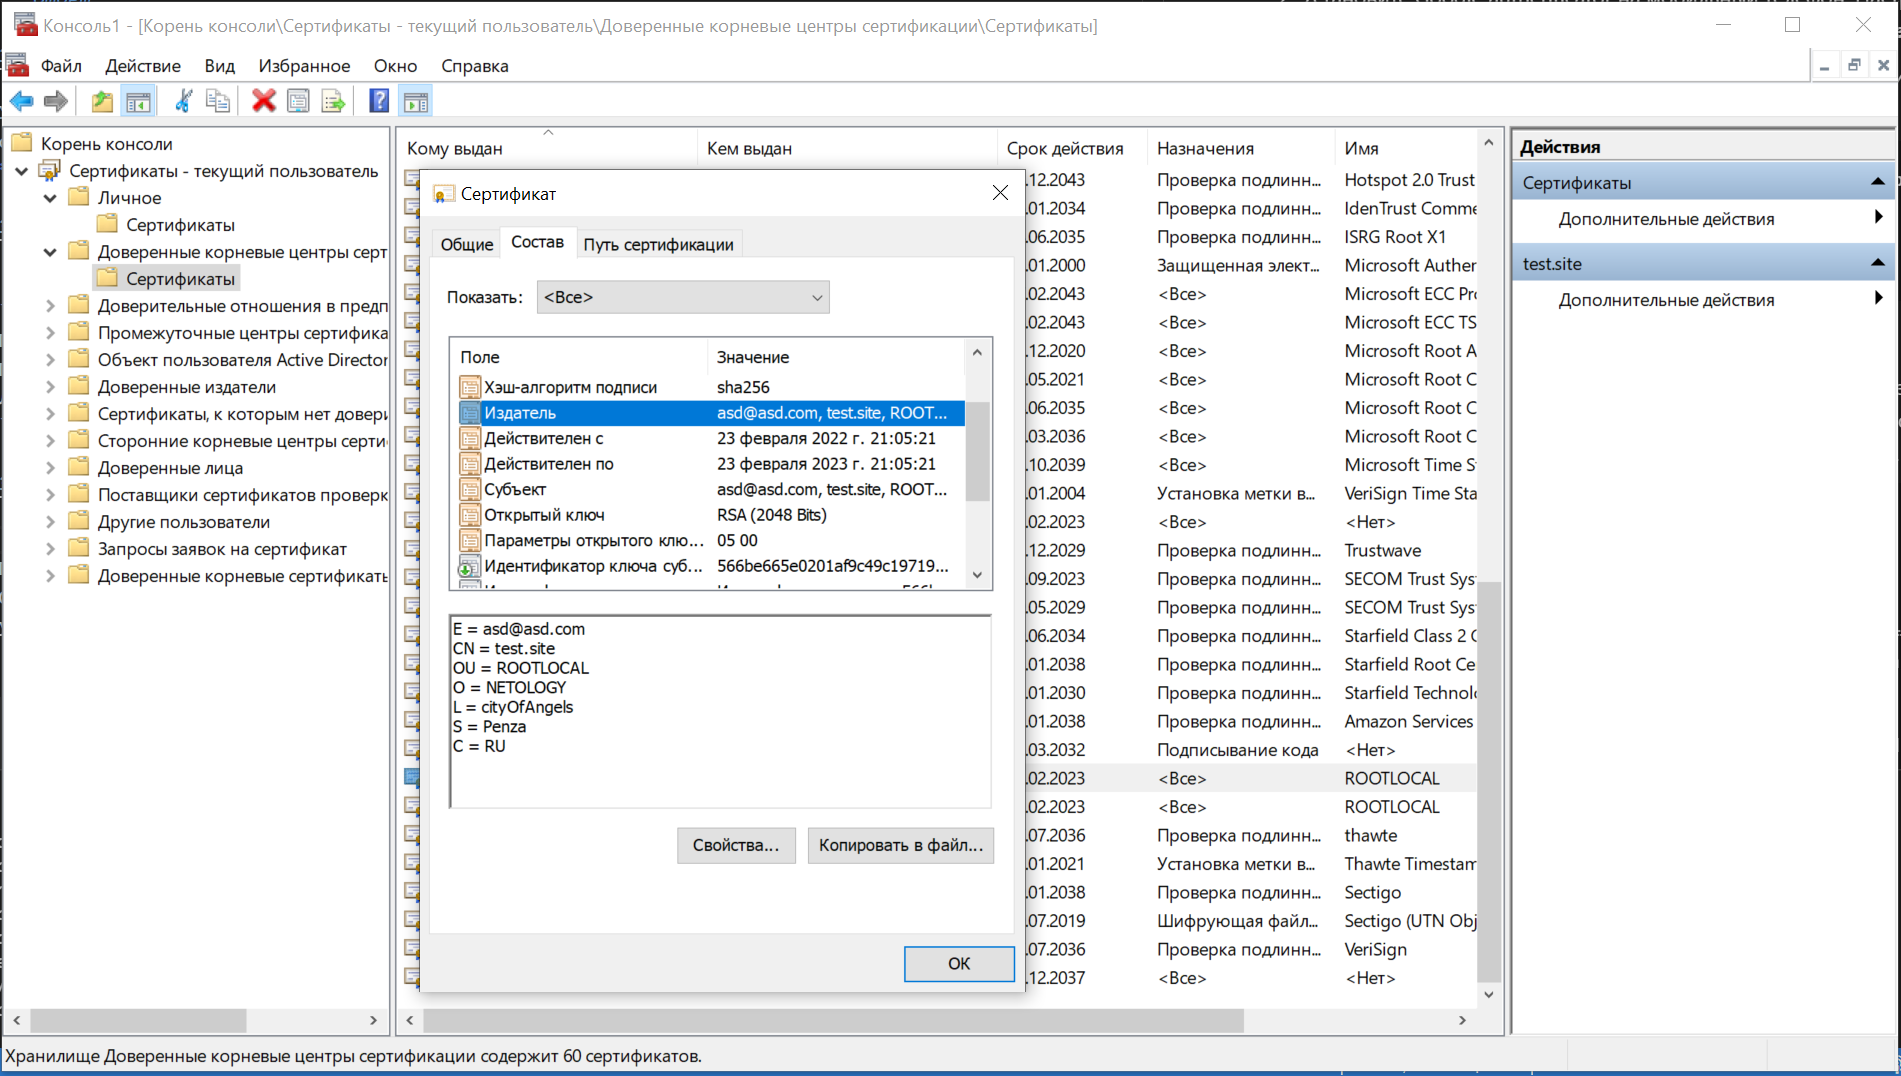 Консоль1 - [Корень консоли\Сертификаты - текущий пользователь\Доверенные корневые центры сертификации\Сертификаты]
Файл Действие Вид Избранное Окно Справка
Корень консоли
Сертификаты - текущий пользователь
Личное
Сертификаты
Доверенные корневые центры серт
Сертификаты
Доверительные отношения в предп
Промежуточные центры сертифика
Объект пользователя Active Director
Доверенные издатели
Сертификаты, к которым нет довери
Сторонние корневые центры серти
Доверенные лица
Поставщики сертификатов проверк
Другие пользователи
Запросы заявок на сертификат
Доверенные корневые сертификать
Кому выдан Кем выдан Срок действия Назначения Имя
.12.2043 Проверка подлинн... Hotspot 2.0 Trust
.01.2034 Проверка подлинн... IdenTrust Comme
.06.2035 Проверка подлинн... ISRG Root X1
.01.2000 Защищенная элект... Microsoft Authen
.02.2043 <Все> Microsoft ECC Pr
.02.2043 <Все> Microsoft ECC TS
.12.2020 <Все> Microsoft Root A
.05.2021 <Все> Microsoft Root C
.06.2035 <Все> Microsoft Root C
.03.2036 <Все> Microsoft Root C
.10.2039 <Все> Microsoft Time S
.01.2004 Установка метки в... VeriSign Time Sta
.02.2023 <Все> <Нет>
.12.2029 Проверка подлинн... Trustwave
.09.2023 Проверка подлинн... SECOM Trust Sys
.05.2029 Проверка подлинн... SECOM Trust Sys
.06.2034 Проверка подлинн... Starfield Class 2 C
.01.2038 Проверка подлинн... Starfield Root Ce
.01.2030 Проверка подлинн... Starfield Technol
.01.2038 Проверка подлинн... Amazon Services
.03.2032 Подписывание кода <Нет>
.02.2023 <Все> ROOTLOCAL
.02.2023 <Все> ROOTLOCAL
.07.2036 Проверка подлинн... thawte
.01.2021 Установка метки в... Thawte Timestam
.01.2038 Проверка подлинн... Sectigo
.07.2019 Шифрующая файл... Sectigo (UTN Obj
.07.2036 Проверка подлинн... VeriSign
.12.2037 <Все> <Нет>
Сертификат
Общие Состав Путь сертификации
Показать: <Все>
Поле Значение
Хэш-алгоритм подписи sha256
Издатель asd@asd.com, test.site, ROOT...
Действителен с 23 февраля 2022 г. 21:05:21
Действителен по 23 февраля 2023 г. 21:05:21
Субъект asd@asd.com, test.site, ROOT...
Открытый ключ RSA (2048 Bits)
Параметры открытого клю... 05 00
Идентификатор ключа суб... 566be665e0201af9c49c19719...
E = asd@asd.com
CN = test.site
OU = ROOTLOCAL
O = NETOLOGY
L = cityOfAngels
S = Penza
C = RU
Свойства... Копировать в файл...
ОК
Действия
Сертификаты
Дополнительные действия
test.site
Дополнительные действия
Хранилище Доверенные корневые центры сертификации содержит 60 сертификатов.